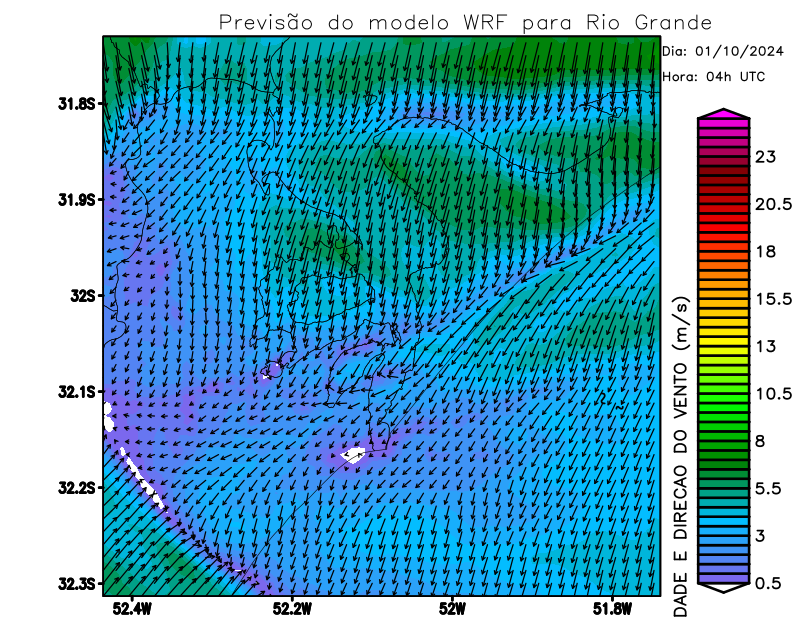 Previsão do modelo WRF para Rio Grande
Dia: 01/10/2024
Hora: 04h UTC
31.8S
31.9S
32S
32.1S
32.2S
32.3S
52.4W
52.2W
52W
51.8W
23
20.5
18
15.5
13
10.5
8
5.5
3
0.5
DADE E DIRECAO DO VENTO (m/s)